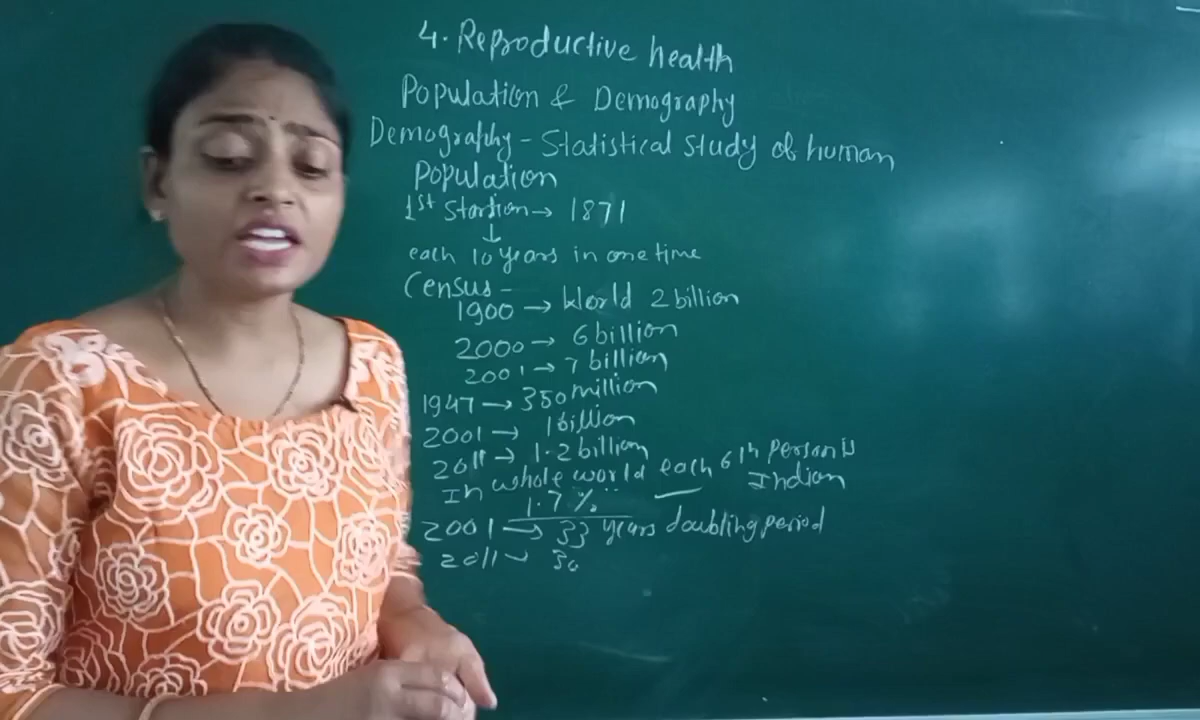 4. Reproductive health
Population & Demography
Demography - Statistical study of human
Population
1st Startion → 1871
↓
each 10 years in one time
Census -
1900 → World 2 billion
2000 → 6 billion
2001 → 7 billion
1947 → 350 million
2001 → 1 billion
2011 → 1.2 billion
In whole world each 6th person is
Indian
1.7 %
2001 → 33 years doubling period
2011 →